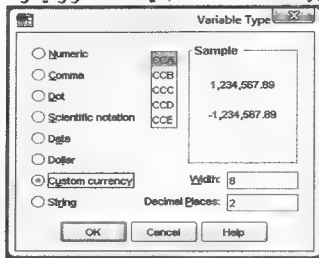 Variable Type
Numeric
Comma
Dot
Scientific notation
Date
Dollar
Custom currency
String
CCA
CCB
CCC
CCD
CCE
Sample
1,234,567.89
-1,234,567.89
Width: 8
Decimal Places: 2
OK Cancel Help